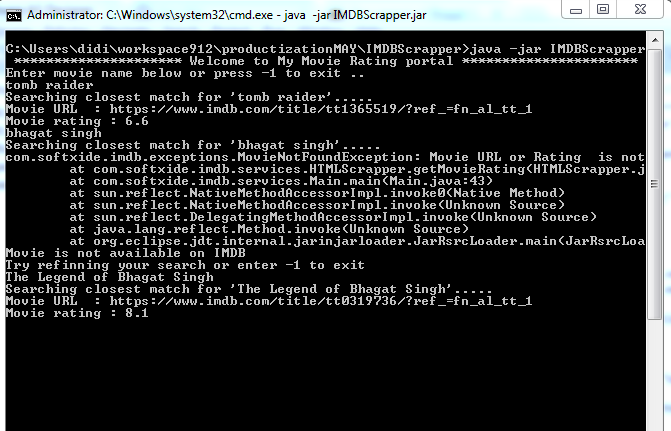 Administrator: C:\Windows\system32\cmd.exe - java -jar IMDBScrapper.jar
C:\Users\didi\workspace912\productizationMAY\IMDBScrapper>java -jar IMDBScrapper
********************* Welcome to My Movie Rating portal **********************
Enter movie name below or press -1 to exit ..
tomb raider
Searching closest match for 'tomb raider'.....
Movie URL  : https://www.imdb.com/title/tt1365519/?ref_=fn_al_tt_1
Movie rating : 6.6
bhagat singh
Searching closest match for 'bhagat singh'.....
com.softxide.imdb.exceptions.MovieNotFoundException: Movie URL or Rating  is not
at com.softxide.imdb.services.HTMLScrapper.getMovieRating(HTMLScrapper.j
at com.softxide.imdb.services.Main.main(Main.java:43)
at sun.reflect.NativeMethodAccessorImpl.invoke0(Native Method)
at sun.reflect.NativeMethodAccessorImpl.invoke(Unknown Source)
at sun.reflect.DelegatingMethodAccessorImpl.invoke(Unknown Source)
at java.lang.reflect.Method.invoke(Unknown Source)
at org.eclipse.jdt.internal.jarinjarloader.JarRsrcLoader.main(JarRsrcLoa
Movie is not available on IMDB
Try refinning your search or enter -1 to exit
The Legend of Bhagat Singh
Searching closest match for 'The Legend of Bhagat Singh'.....
Movie URL  : https://www.imdb.com/title/tt0319736/?ref_=fn_al_tt_1
Movie rating : 8.1